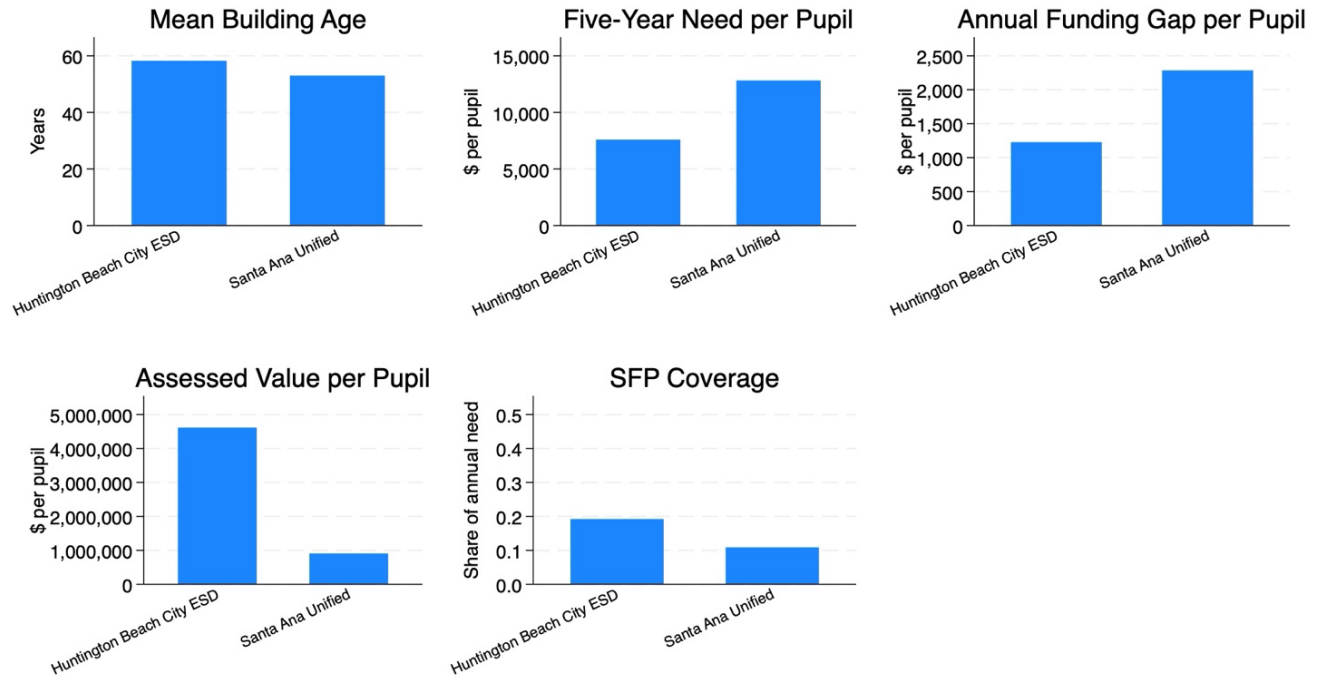 Mean Building Age
Years
60
40
20
0
Huntington Beach City ESD
Santa Ana Unified
Five-Year Need per Pupil
$ per pupil
15,000
10,000
5,000
0
Huntington Beach City ESD
Santa Ana Unified
Annual Funding Gap per Pupil
$ per pupil
2,500
2,000
1,500
1,000
500
0
Huntington Beach City ESD
Santa Ana Unified
Assessed Value per Pupil
$ per pupil
5,000,000
4,000,000
3,000,000
2,000,000
1,000,000
0
Huntington Beach City ESD
Santa Ana Unified
SFP Coverage
Share of annual need
0.5
0.4
0.3
0.2
0.1
0.0
Huntington Beach City ESD
Santa Ana Unified